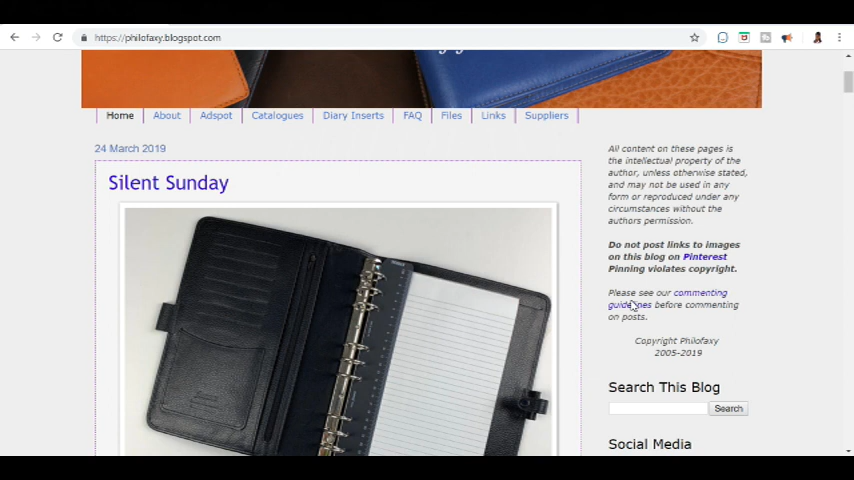 https://philofaxy.blogspot.com
Home About Adspot Catalogues Diary Inserts FAQ Files Links Suppliers
24 March 2019
Silent Sunday
All content on these pages is
the intellectual property of the
author, unless otherwise stated,
and may not be used in any
form or reproduced under any
circumstances without the
authors permission.
Do not post links to images
on this blog on Pinterest
Pinning violates copyright.
Please see our commenting
guidelines before commenting
on posts.
Copyright Philofaxy
2005-2019
Search This Blog
Search
Social Media